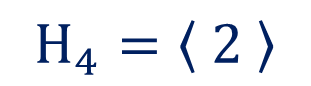 H₄ = ⟨ 2 ⟩